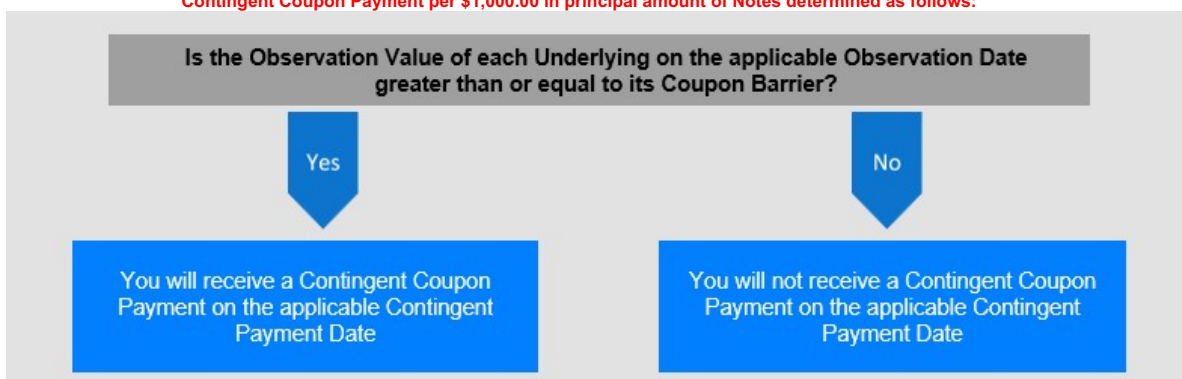 Contingent Coupon Payment per $1,000.00 in principal amount of Notes determined as follows:
Is the Observation Value of each Underlying on the applicable Observation Date
greater than or equal to its Coupon Barrier?
Yes
No
You will receive a Contingent Coupon
Payment on the applicable Contingent
Payment Date
You will not receive a Contingent Coupon
Payment on the applicable Contingent
Payment Date